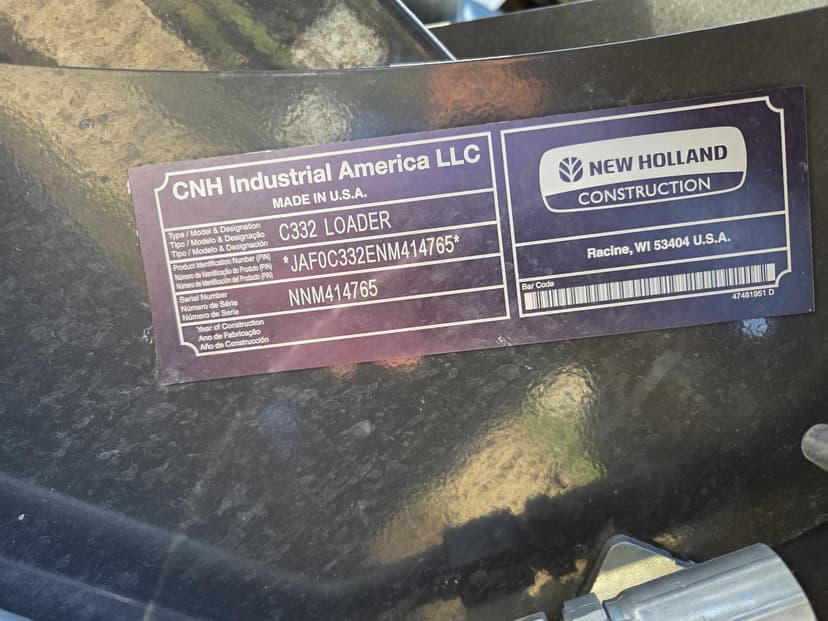 CNH Industrial America LLC
MADE IN U.S.A.
Type / Model & Designation
Tipo / Modelo & Designação
Tipo / Modelo & Designación
C332 LOADER
Product Identification Number (PIN)
Número de Identificação do Produto (PIN)
Número de Identificación del Producto (PIN)
*JAF0C332ENM414765*
Serial Number
Número de Série
Número de Serie
NNM414765
Year of Construction
Ano de Fabricação
Año de Construcción
NEW HOLLAND
CONSTRUCTION
Racine, WI 53404 U.S.A.
Bar Code
47481951 D